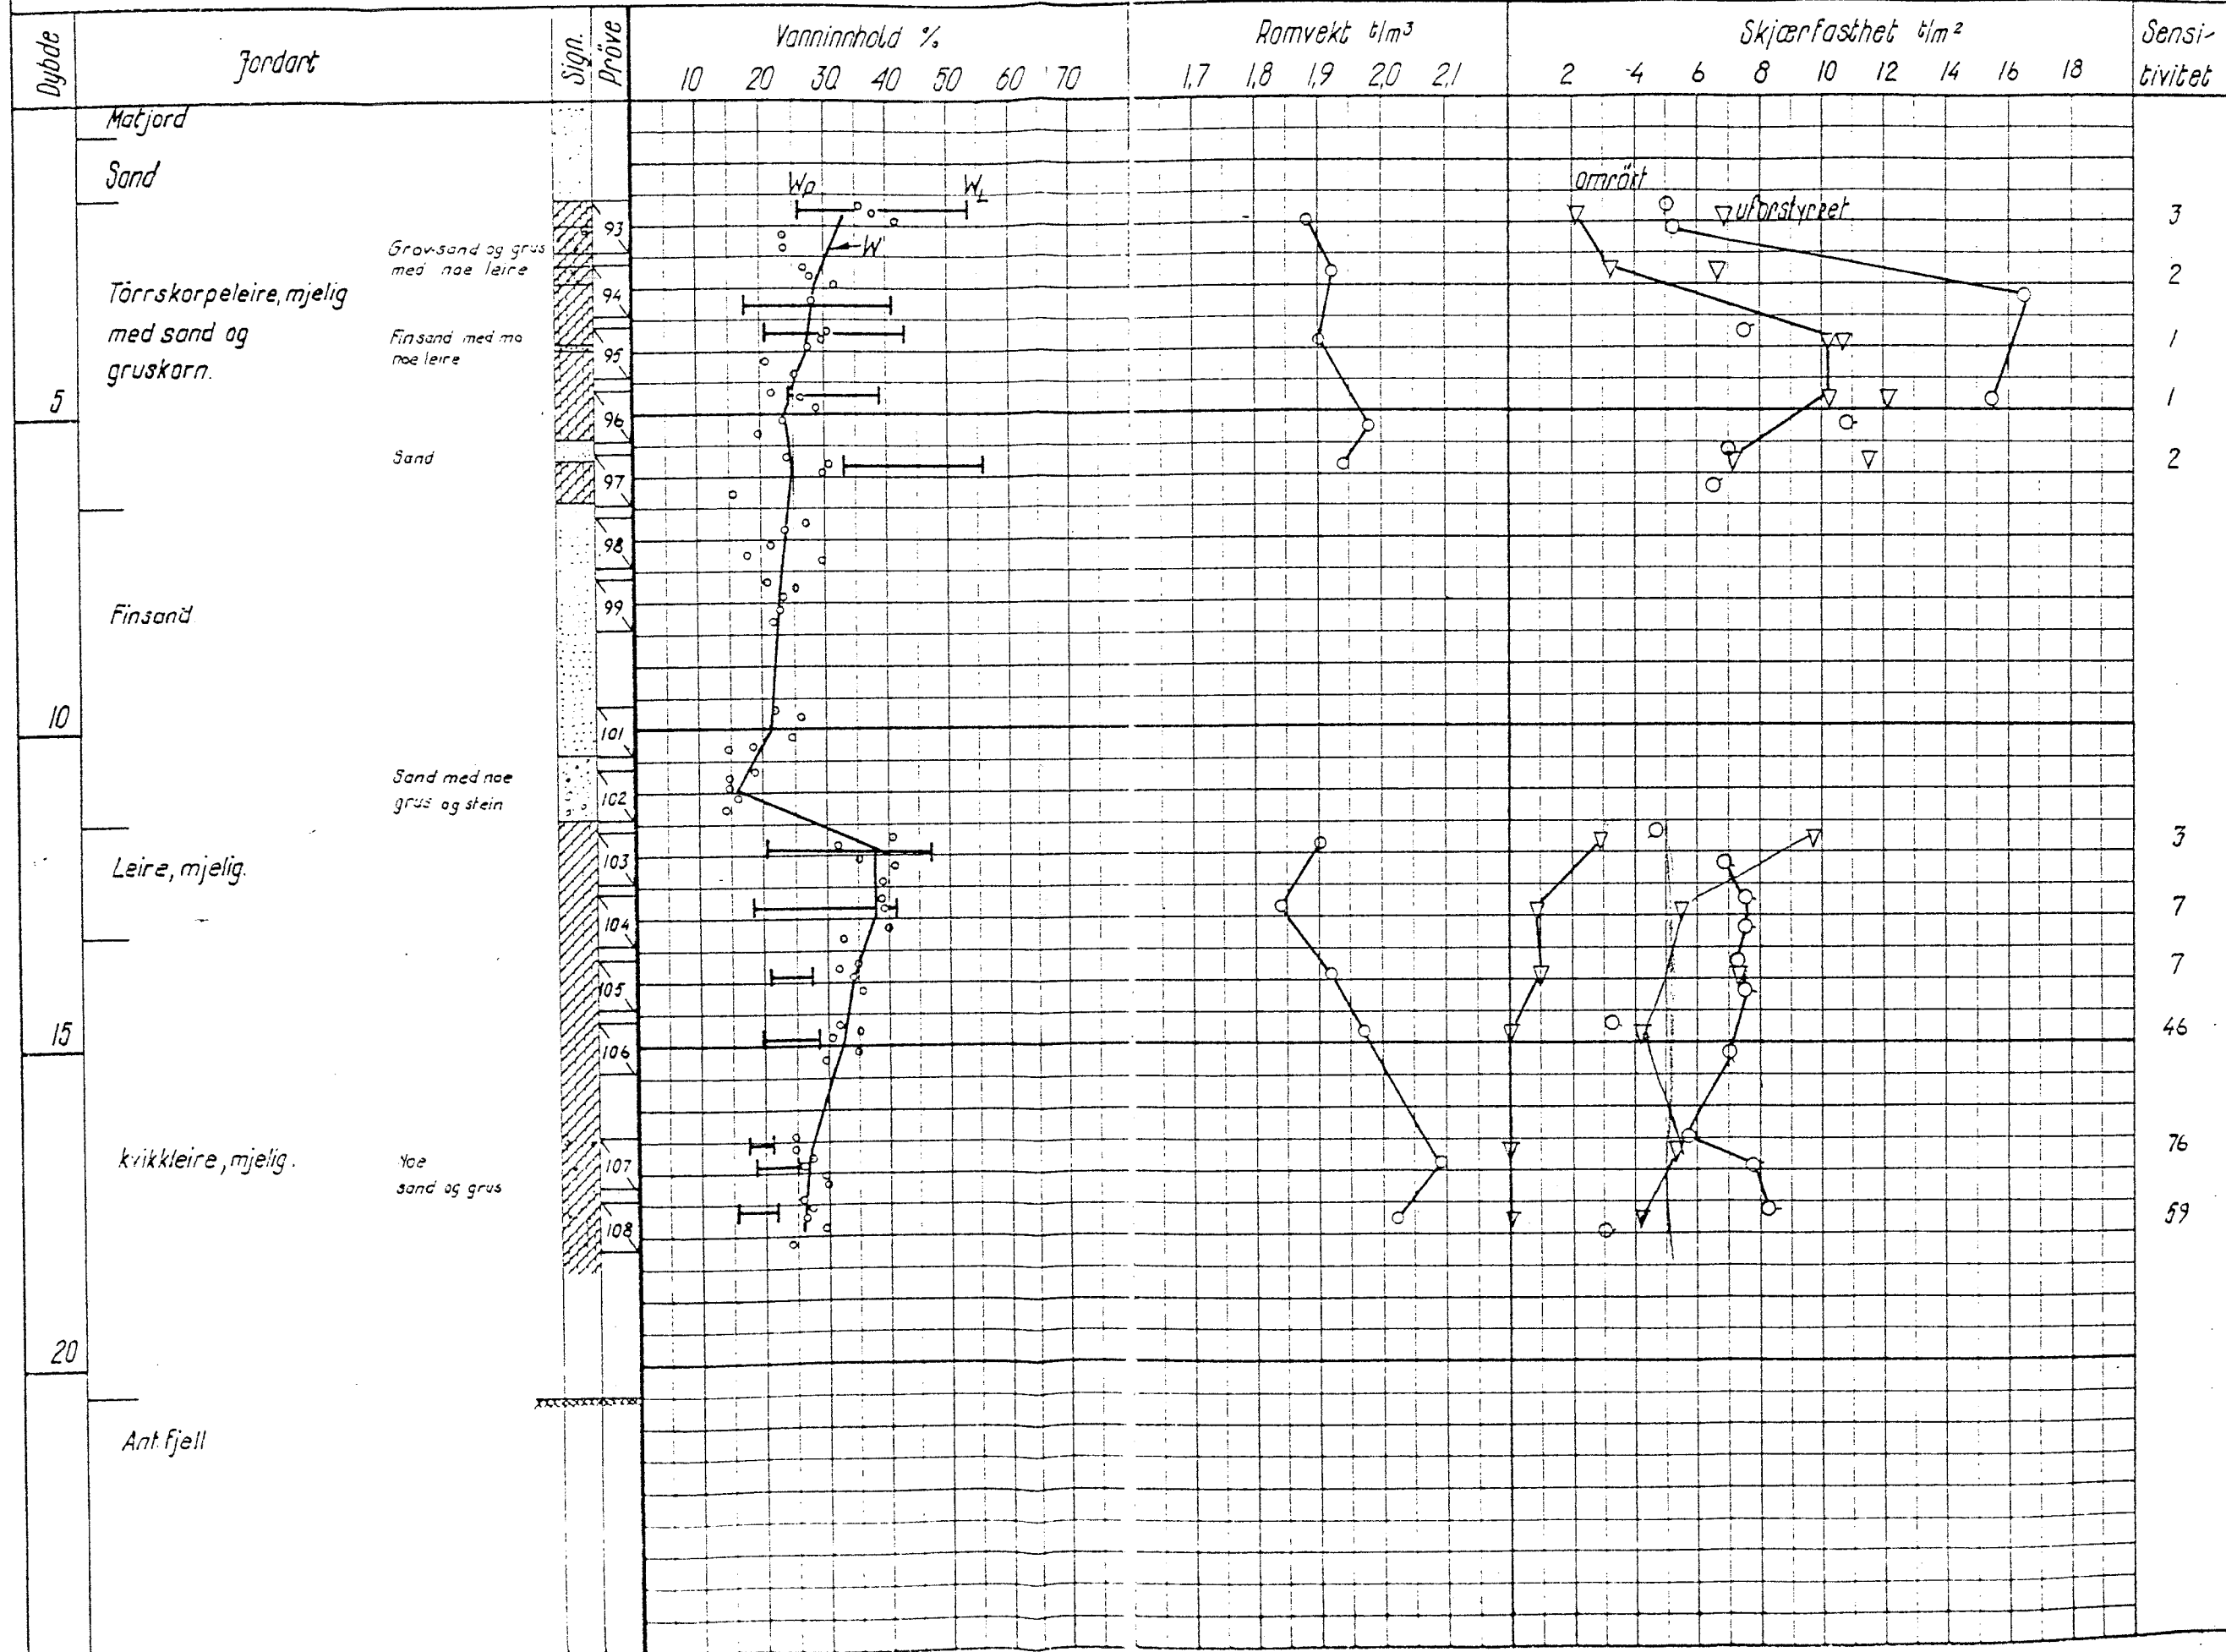 Dybde
Jordart
Sign.
Pröve
Vanninnhold %
10 20 30 40 50 60 70
Romvekt t/m³
1,7 1,8 1,9 2,0 2,1
Skjærfasthet t/m²
2 4 6 8 10 12 14 16 18
Sensi-
tivitet
Matjord
Sand
Wp
WL
omrört
uforstyrret
3
93
W
Grov sand og grus
med noe leire
2
94
Törrskorpeleire, mjelig
med sand og
gruskorn.
Finsand med mo
noe leire
1
95
5
1
96
Sand
2
97
98
99
Finsand
10
101
Sand med noe
grus og stein
102
3
103
Leire, mjelig.
7
104
7
105
15
46
106
76
107
kvikkleire, mjelig.
Noe
sand og grus
59
108
20
Ant. fjell